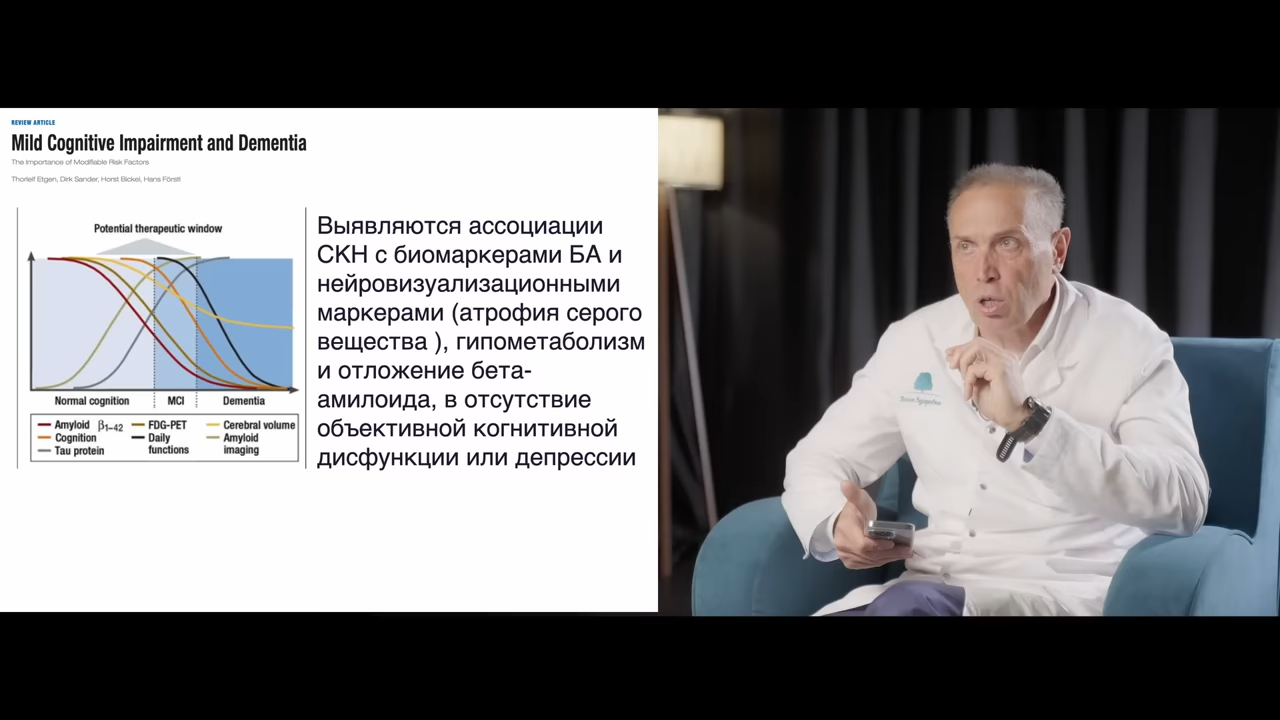 REVIEW ARTICLE
Mild Cognitive Impairment and Dementia
The Importance of Modifiable Risk Factors
Thorleif Etgen, Dirk Sander, Horst Bickel, Hans Förstl
Potential therapeutic window
Normal cognition
MCI
Dementia
Amyloid β1–42
Cognition
Tau protein
FDG-PET
Daily
functions
Cerebral volume
Amyloid
imaging
Выявляются ассоциации
СКН с биомаркерами БА и
нейровизуализационными
маркерами (атрофия серого
вещества ), гипометаболизм
и отложение бета-
амилоида, в отсутствие
объективной когнитивной
дисфункции или депрессии